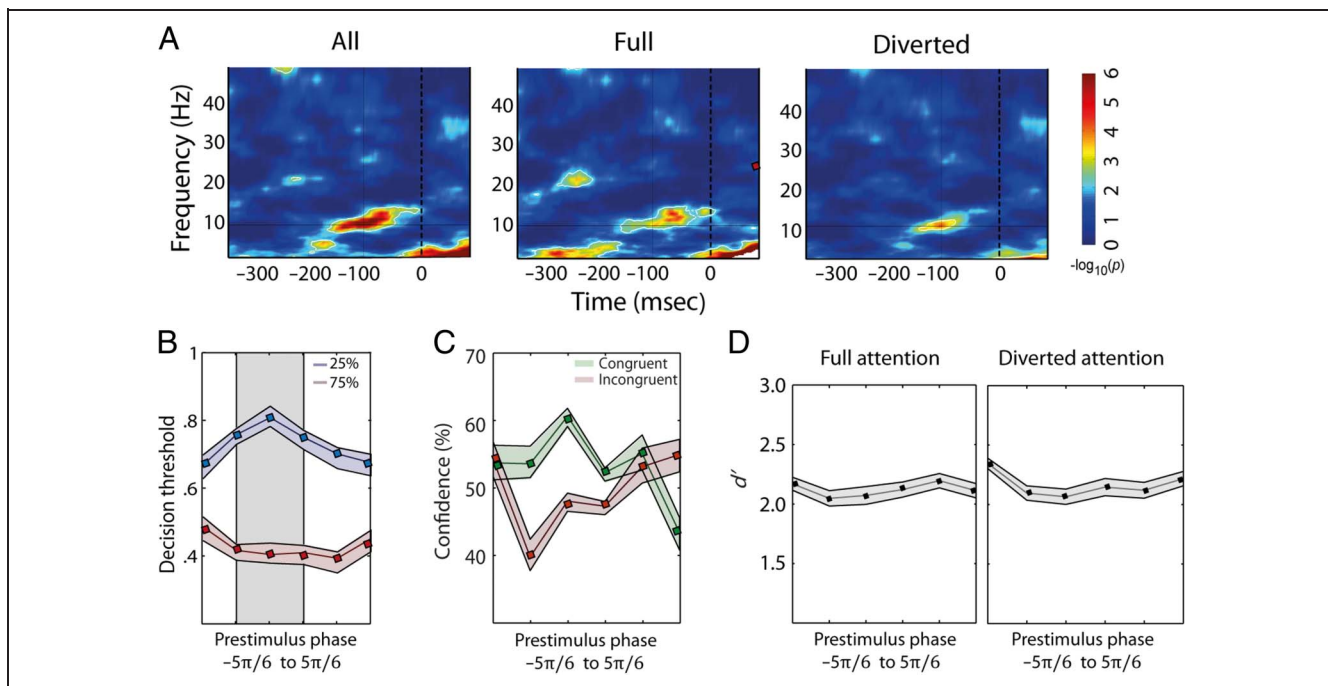 A
All
Full
Diverted
Frequency (Hz)
40
30
20
10
−300
−200
−100
0
40
30
20
10
−300
−200
−100
0
40
30
20
10
−300
−200
−100
0
Time (msec)
6
5
4
3
2
1
0
-log10(p)
B
1
.8
.6
.4
Decision threshold
25%
75%
Prestimulus phase
−5π/6 to 5π/6
C
70
60
50
40
Confidence (%)
Congruent
Incongruent
Prestimulus phase
−5π/6 to 5π/6
D
Full attention
Diverted attention
3.0
2.5
2.0
1.5
d′
Prestimulus phase
−5π/6 to 5π/6
Prestimulus phase
−5π/6 to 5π/6